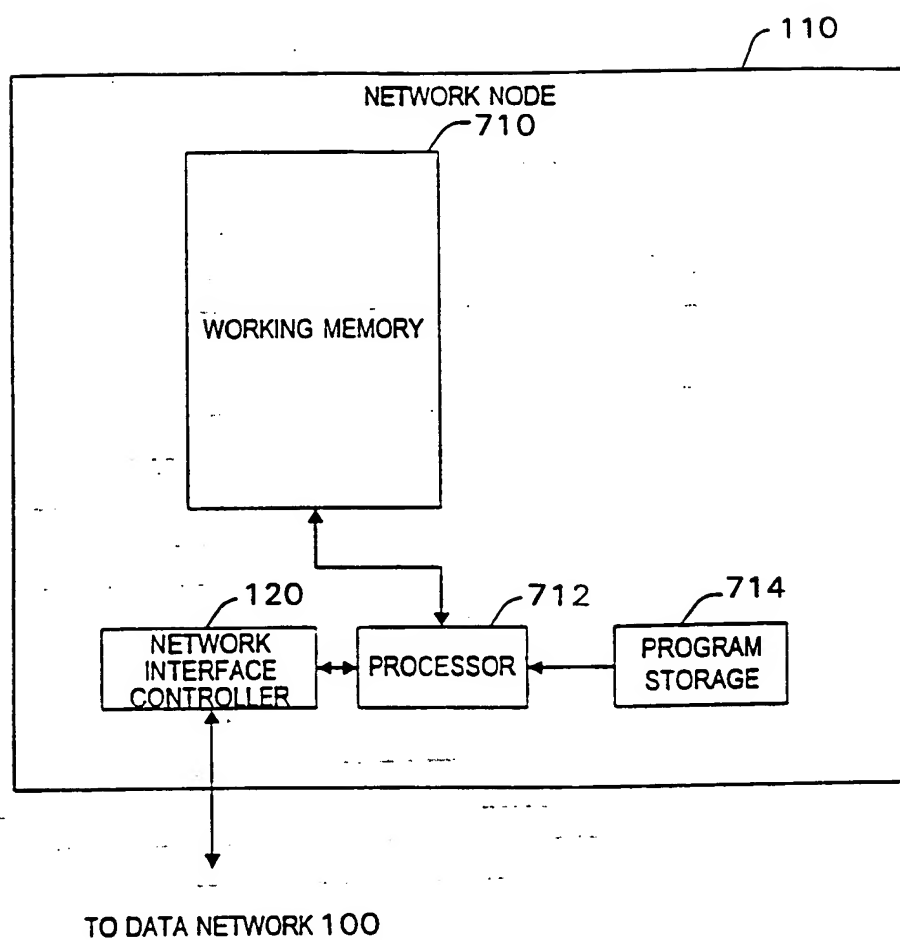 110
NETWORK NODE
710
WORKING MEMORY
120
712
714
NETWORK
INTERFACE
CONTROLLER
PROCESSOR
PROGRAM
STORAGE
TO DATA NETWORK 100